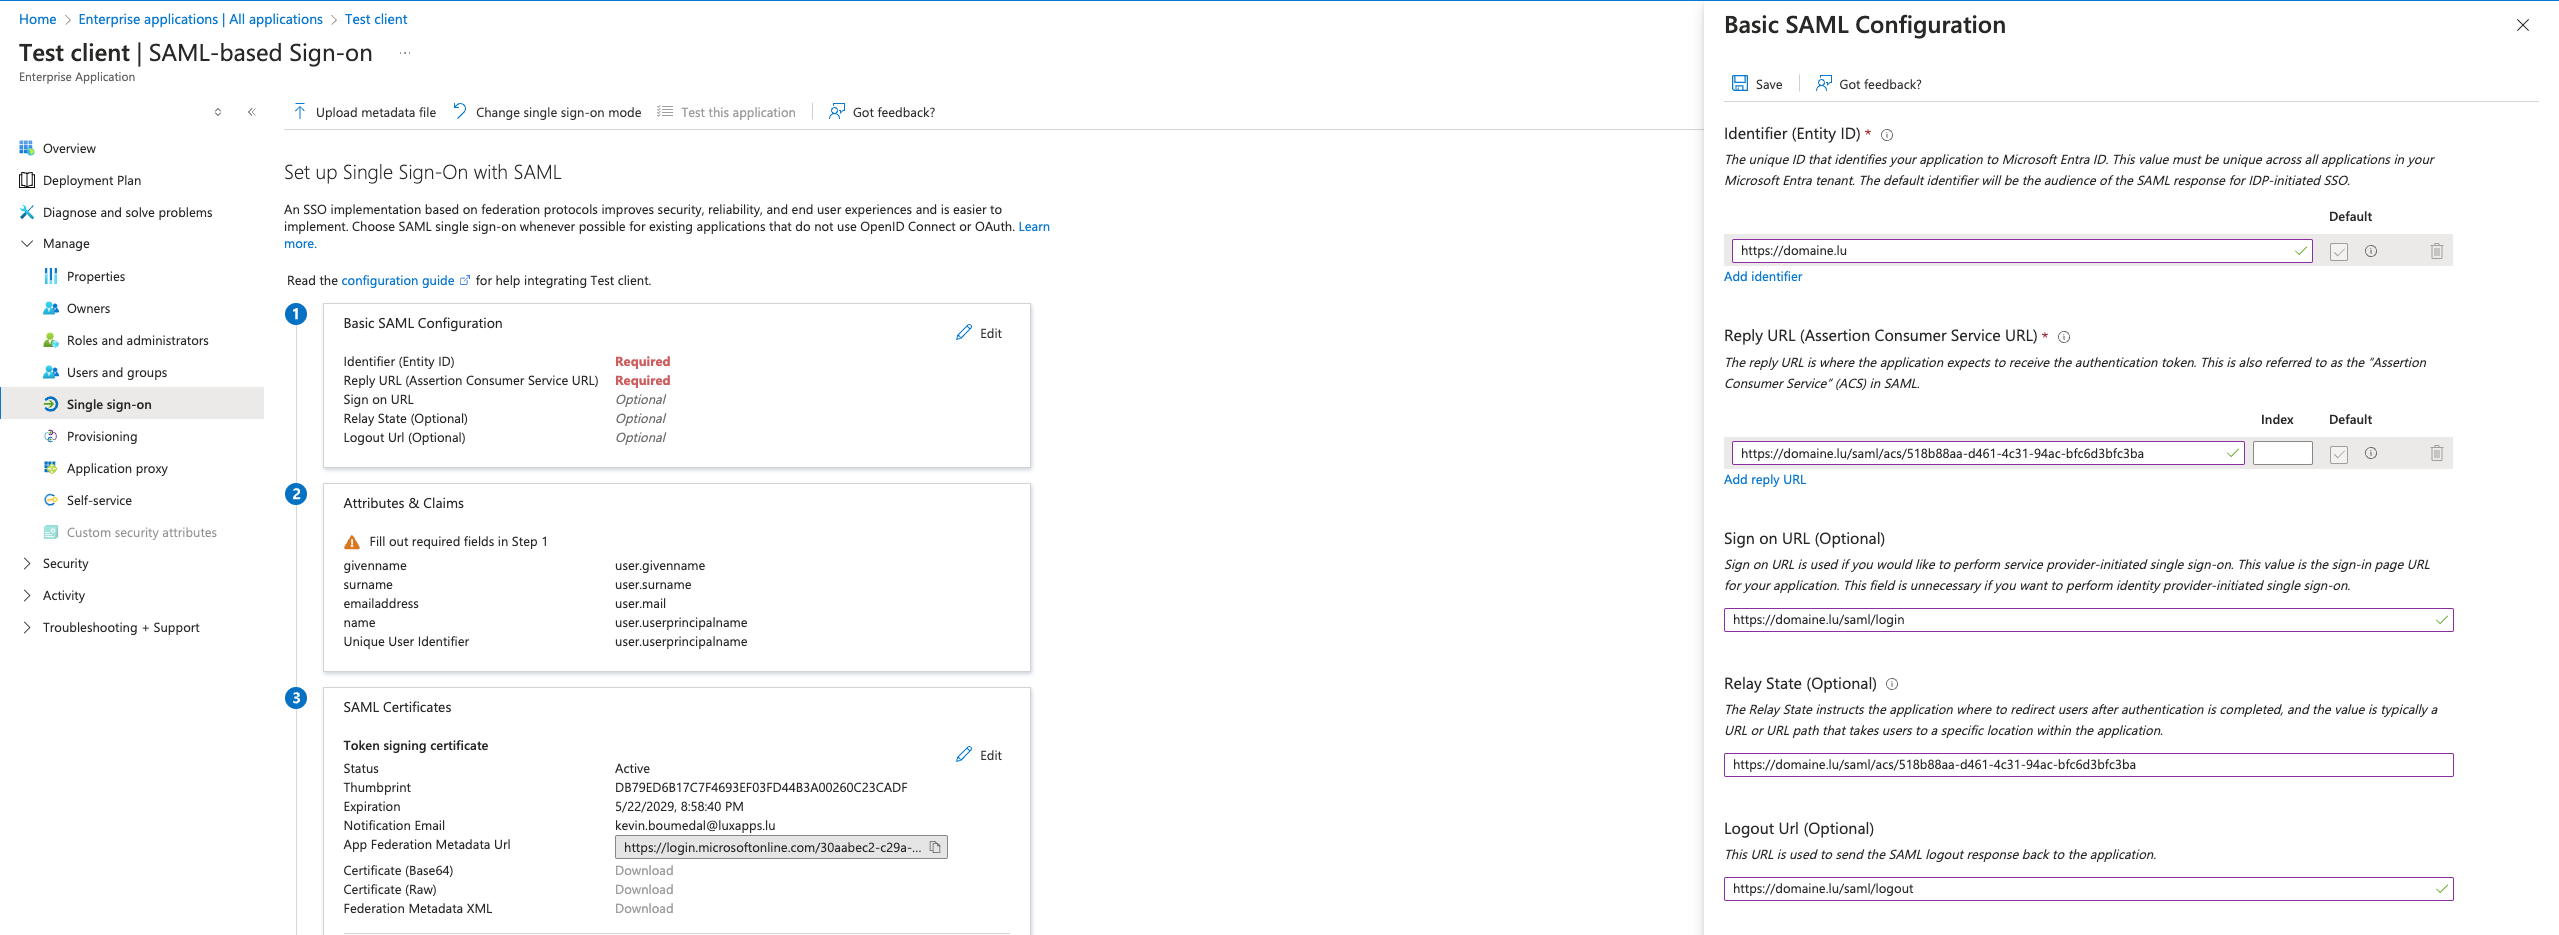 Home > Enterprise applications | All applications > Test client
Test client | SAML-based Sign-on ...
Enterprise Application
Overview
Deployment Plan
Diagnose and solve problems
Manage
Properties
Owners
Roles and administrators
Users and groups
Single sign-on
Provisioning
Application proxy
Self-service
Custom security attributes
Security
Activity
Troubleshooting + Support
Upload metadata file
Change single sign-on mode
Test this application
Got feedback?
Set up Single Sign-On with SAML
An SSO implementation based on federation protocols improves security, reliability, and end user experiences and is easier to
implement. Choose SAML single sign-on whenever possible for existing applications that do not use OpenID Connect or OAuth. Learn
more.
Read the configuration guide for help integrating Test client.
1
Basic SAML Configuration
Edit
Identifier (Entity ID) Required
Reply URL (Assertion Consumer Service URL) Required
Sign on URL Optional
Relay State (Optional) Optional
Logout Url (Optional) Optional
2
Attributes & Claims
Fill out required fields in Step 1
givenname user.givenname
surname user.surname
emailaddress user.mail
name user.userprincipalname
Unique User Identifier user.userprincipalname
3
SAML Certificates
Token signing certificate
Edit
Status Active
Thumbprint DB79ED6B17C7F4693EF03FD44B3A00260C23CADF
Expiration 5/22/2029, 8:58:40 PM
Notification Email kevin.boumedal@luxapps.lu
App Federation Metadata Url https://login.microsoftonline.com/30aabec2-c29a-...
Certificate (Base64) Download
Certificate (Raw) Download
Federation Metadata XML Download
Basic SAML Configuration
Save
Got feedback?
Identifier (Entity ID) *
The unique ID that identifies your application to Microsoft Entra ID. This value must be unique across all applications in your
Microsoft Entra tenant. The default identifier will be the audience of the SAML response for IDP-initiated SSO.
Default
https://domaine.lu
Add identifier
Reply URL (Assertion Consumer Service URL) *
The reply URL is where the application expects to receive the authentication token. This is also referred to as the "Assertion
Consumer Service" (ACS) in SAML.
Index Default
https://domaine.lu/saml/acs/518b88aa-d461-4c31-94ac-bfc6d3bfc3ba
Add reply URL
Sign on URL (Optional)
Sign on URL is used if you would like to perform service provider-initiated single sign-on. This value is the sign-in page URL
for your application. This field is unnecessary if you want to perform identity provider-initiated single sign-on.
https://domaine.lu/saml/login
Relay State (Optional)
The Relay State instructs the application where to redirect users after authentication is completed, and the value is typically a
URL or URL path that takes users to a specific location within the application.
https://domaine.lu/saml/acs/518b88aa-d461-4c31-94ac-bfc6d3bfc3ba
Logout Url (Optional)
This URL is used to send the SAML logout response back to the application.
https://domaine.lu/saml/logout